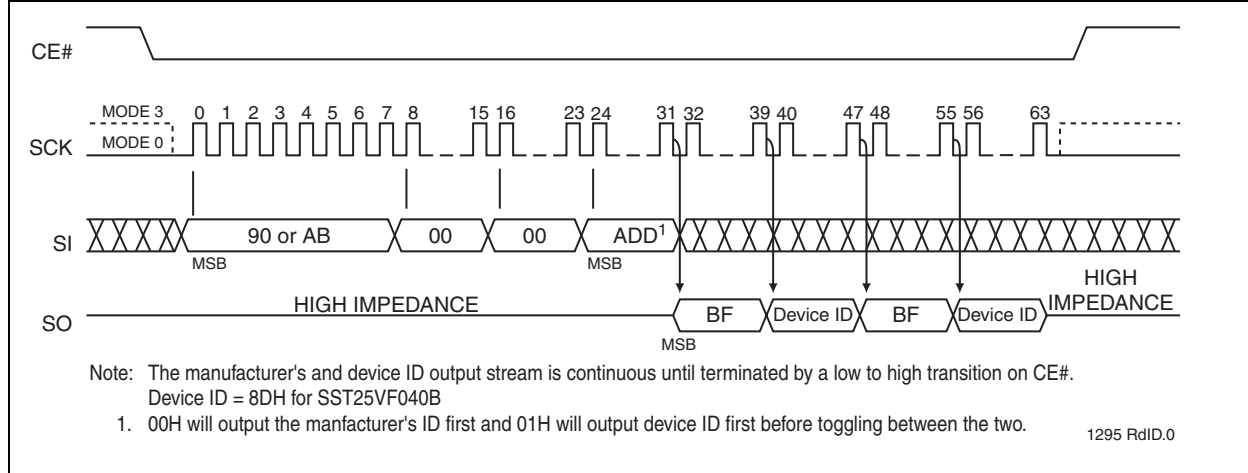 CE#
MODE 3
0 1 2 3 4 5 6 7 8 15 16 23 24 31 32 39 40 47 48 55 56 63
SCK
MODE 0
SI
90 or AB 00 00 ADD1
MSB MSB
HIGH IMPEDANCE
HIGH IMPEDANCE
SO
BF Device ID BF Device ID
MSB
Note: The manufacturer's and device ID output stream is continuous until terminated by a low to high transition on CE#.
Device ID = 8DH for SST25VF040B
1. 00H will output the manfacturer's ID first and 01H will output device ID first before toggling between the two.
1295 RdID.0